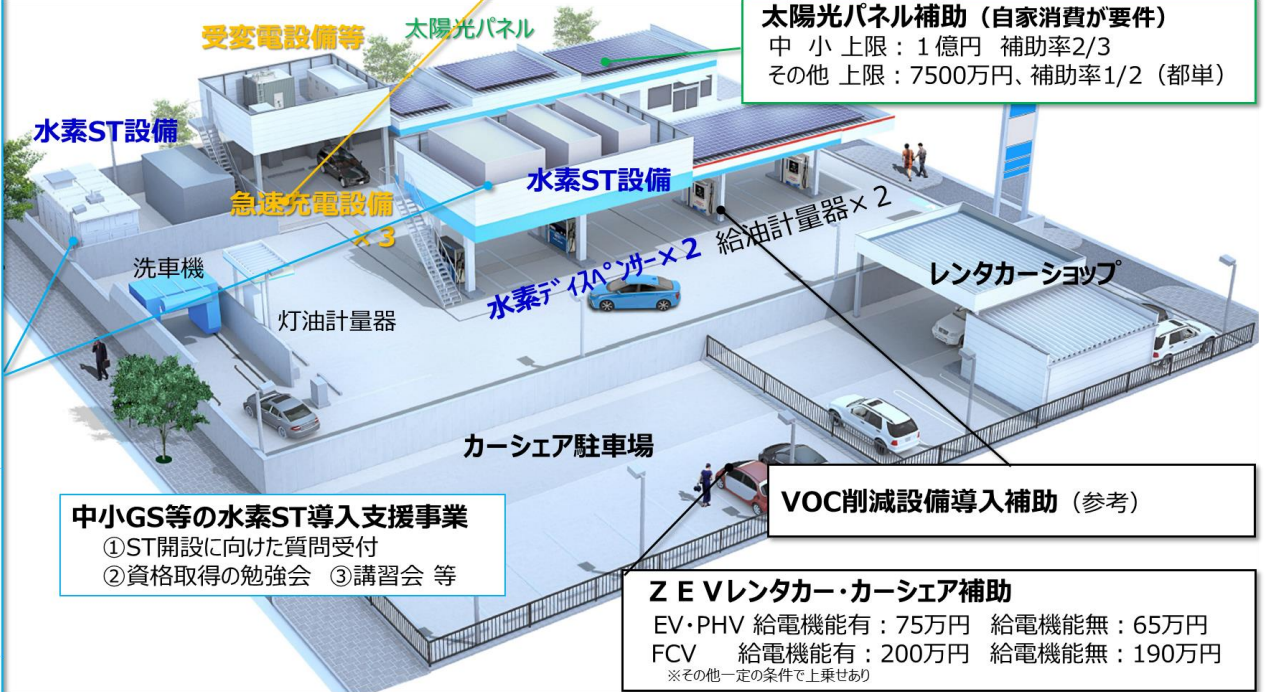 太陽光パネル補助（自家消費が要件）
中　小 上限：１億円　補助率2/3
その他 上限：7500万円、補助率1/2（都単）
受変電設備等
太陽光パネル
水素ST設備
急速充電設備
×３
水素ST設備
水素ディスペンサー×２
給油計量器×２
洗車機
灯油計量器
レンタカーショップ
カーシェア駐車場
中小GS等の水素ST導入支援事業
①ST開設に向けた質問受付
②資格取得の勉強会　③講習会 等
VOC削減設備導入補助（参考）
ＺＥＶレンタカー・カーシェア補助
EV・PHV 給電機能有：75万円　給電機能無：65万円
FCV　給電機能有：200万円　給電機能無：190万円
※その他一定の条件で上乗せあり